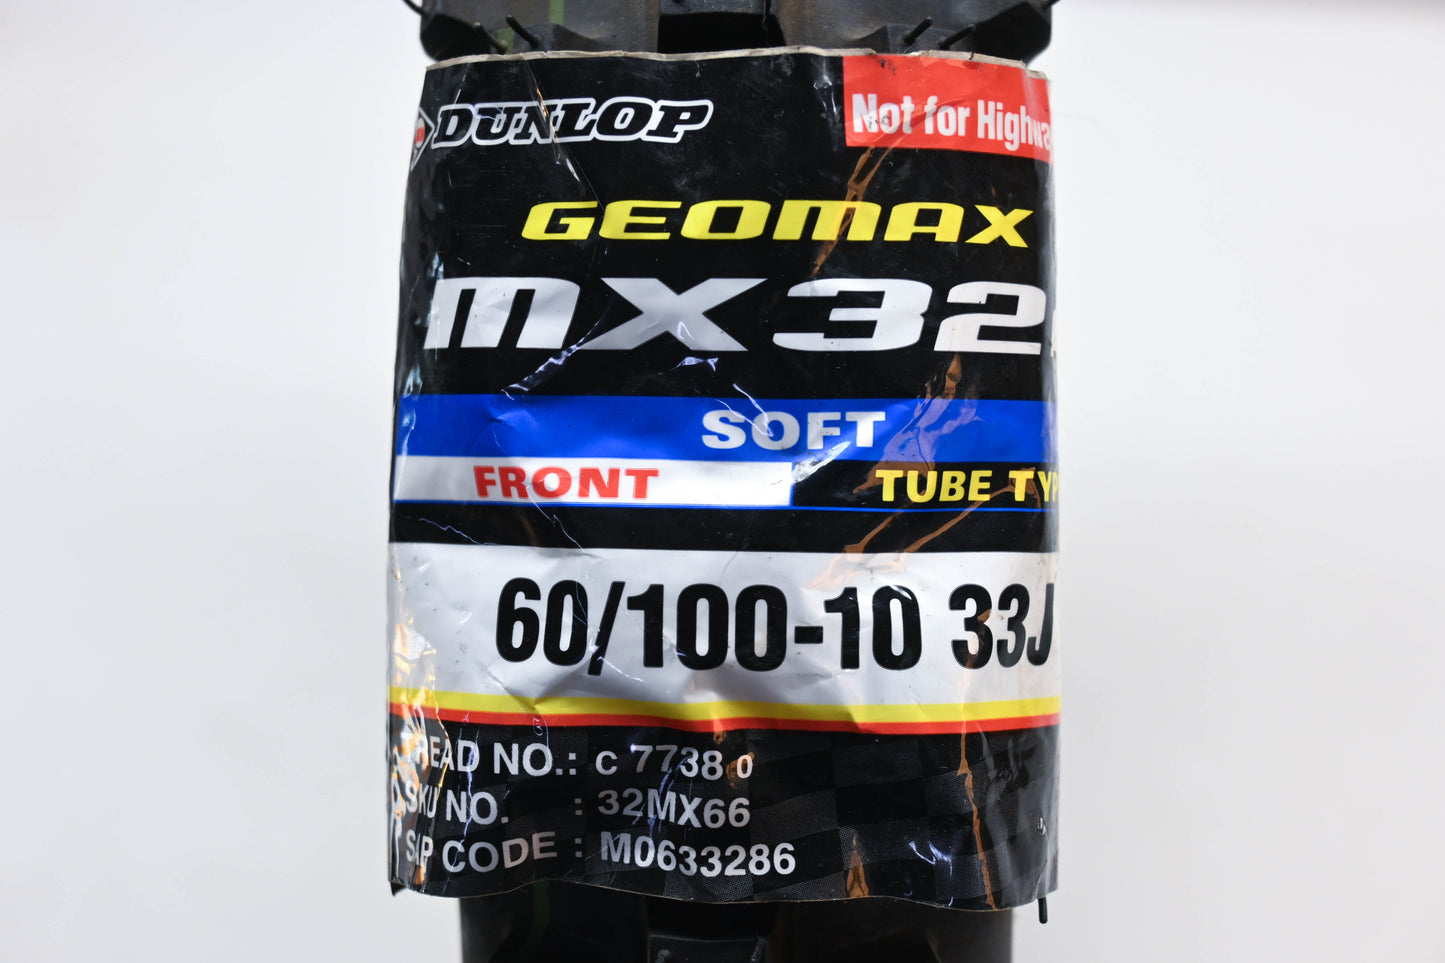 DUNLOP
Not for Highwa
GEOMAX
MX32
SOFT
FRONT
TUBE TYP
60/100-10 33J
READ NO.: C 7738 0
SKU NO. : 32MX66
SAP CODE : M0633286